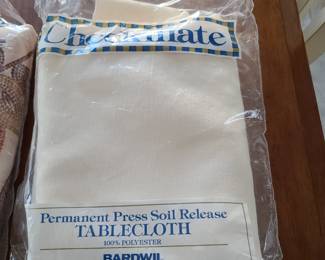 Checkmate
Permanent Press Soil Release
TABLECLOTH
100% POLYESTER
BARDWIL